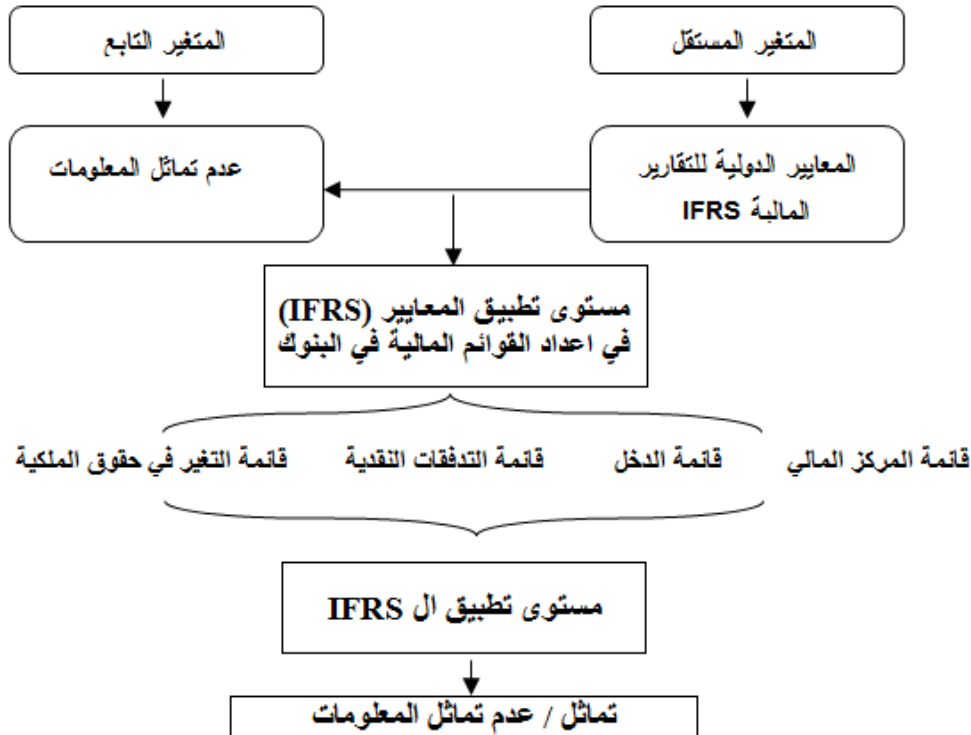 المتغير المستقل
المتغير التابع
المعايير الدولية للتقارير
المالبة IFRS
عدم تماثل المعلومات
مستوى تطبيق المعايير (IFRS)
في اعداد القوائم المالية في البنوك
قائمة المركز المالي
قائمة الدخل
قائمة التدفقات النقدية
قائمة التغير في حقوق الملكية
مستوى تطبيق ال IFRS
تماثل / عدم تماثل المعلومات